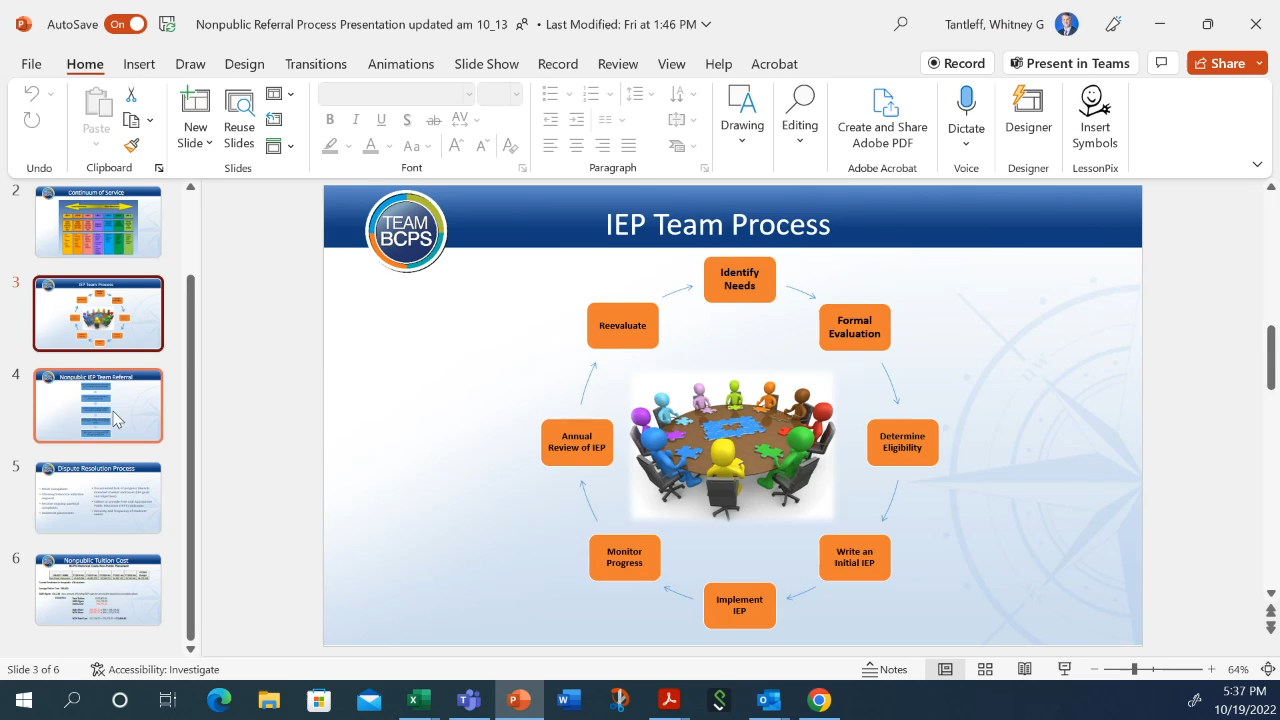 AutoSave On Nonpublic Referral Process Presentation updated am 10_13 • Last Modified: Fri at 1:46 PM Tantleff, Whitney G
File Home Insert Draw Design Transitions Animations Slide Show Record Review View Help Acrobat Record Present in Teams Share
Paste New Slide Reuse Slides Drawing Editing Create and Share Adobe PDF Dictate Designer Insert Symbols
Undo Clipboard Slides Font Paragraph Adobe Acrobat Voice Designer LessonPix
2
Continuum of Service
3
IEP Team Process
4
Nonpublic IEP Team Referral
5
Dispute Resolution Process
6
Nonpublic Tuition Cost
TEAM
BCPS
IEP Team Process
Identify
Needs
Formal
Evaluation
Determine
Eligibility
Write an
Initial IEP
Implement
IEP
Monitor
Progress
Annual
Review of IEP
Reevaluate
Slide 3 of 6 Accessibility: Investigate Notes 64%
5:37 PM
10/19/2022